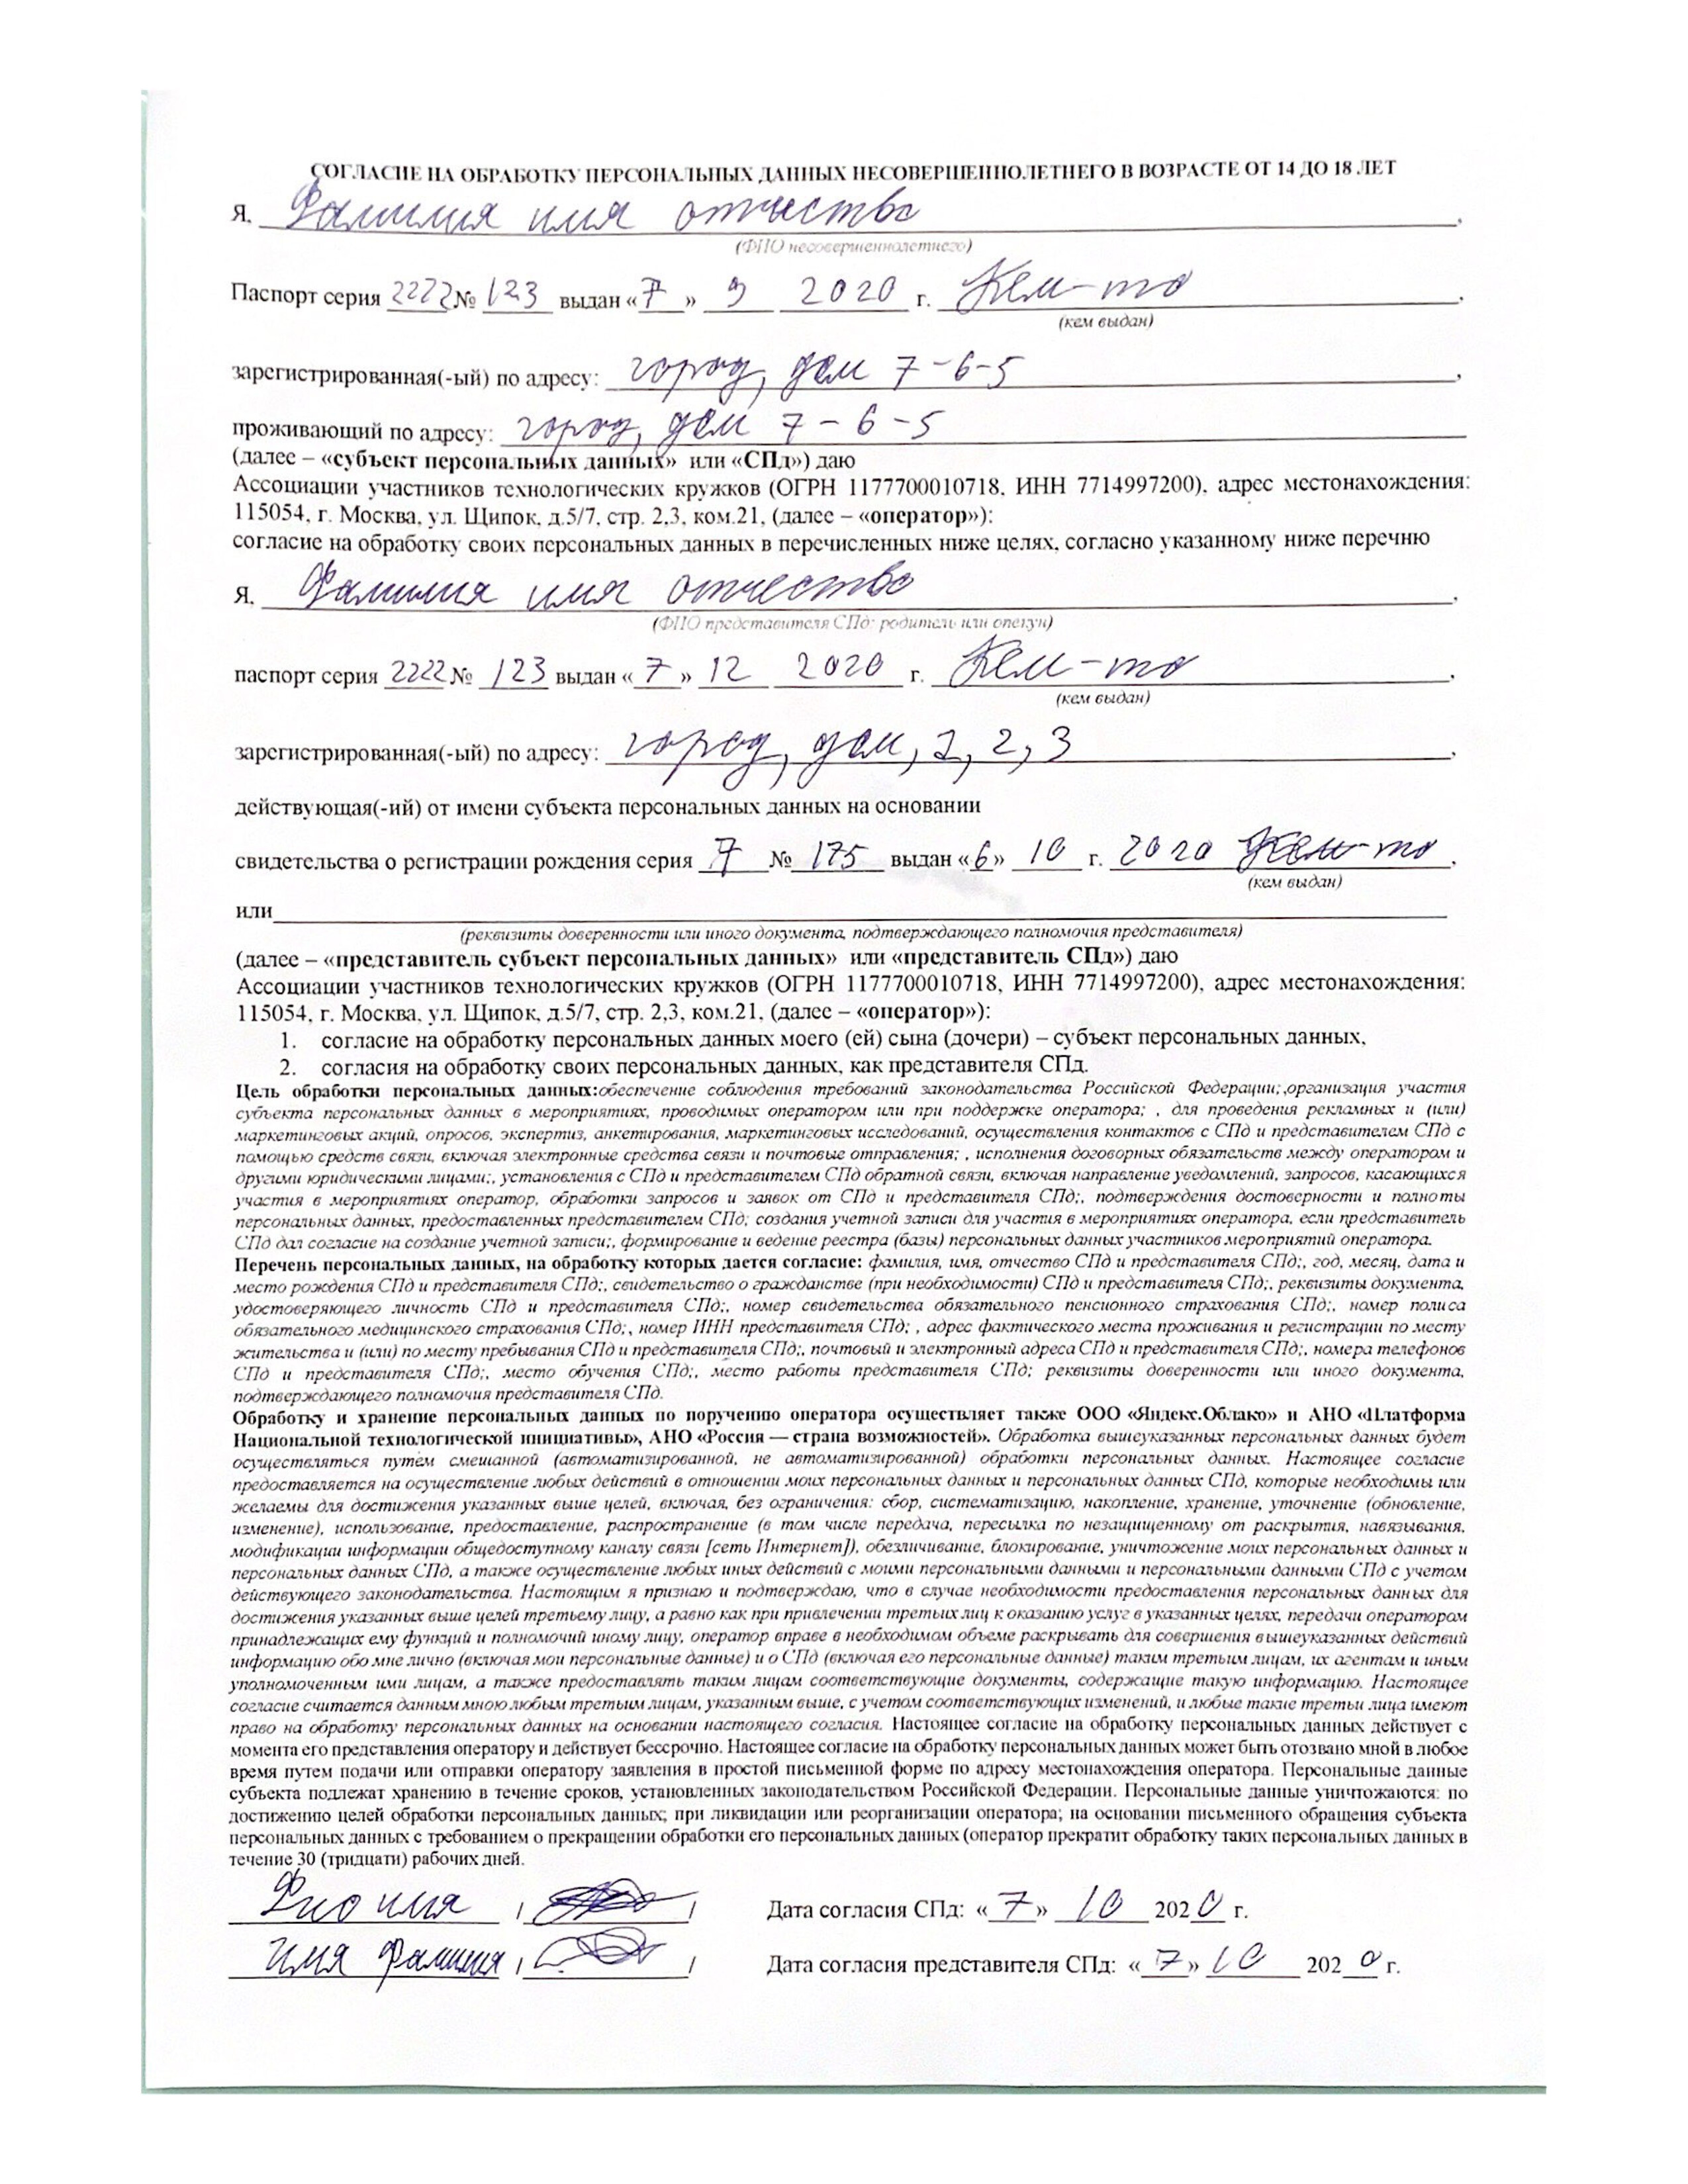 СОГЛАСИЕ НА ОБРАБОТКУ ПЕРСОНАЛЬНЫХ ДАННЫХ НЕСОВЕРШЕННОЛЕТНЕГО В ВОЗРАСТЕ ОТ 14 ДО 18 ЛЕТ
Я, Фамилия имя отчество,
(ФИО несовершеннолетнего)
Паспорт серия 2222 № 123 выдан «7» 9 2020 г. Кем-то,
(кем выдан)
зарегистрированная(-ый) по адресу: город, дом 7-6-5,
проживающий по адресу: город, дом 7-6-5
(далее – «субъект персональных данных» или «СПд») даю
Ассоциации участников технологических кружков (ОГРН 1177700010718, ИНН 7714997200), адрес местонахождения:
115054, г. Москва, ул. Щипок, д.5/7, стр. 2,3, ком.21, (далее – «оператор»):
согласие на обработку своих персональных данных в перечисленных ниже целях, согласно указанному ниже перечню
Я, Фамилия имя отчество,
(ФИО представителя СПд: родитель или опекун)
паспорт серия 2222 № 123 выдан «7» 12 2020 г. Кем-то,
(кем выдан)
зарегистрированная(-ый) по адресу: город, дом, 1, 2, 3,
действующая(-ий) от имени субъекта персональных данных на основании
свидетельства о регистрации рождения серия 7 № 175 выдан «6» 10 г. 2020 Кем-то,
(кем выдан)
или
(реквизиты доверенности или иного документа, подтверждающего полномочия представителя)
(далее – «представитель субъект персональных данных» или «представитель СПд») даю
Ассоциации участников технологических кружков (ОГРН 1177700010718, ИНН 7714997200), адрес местонахождения:
115054, г. Москва, ул. Щипок, д.5/7, стр. 2,3, ком.21, (далее – «оператор»):
1. согласие на обработку персональных данных моего (ей) сына (дочери) – субъект персональных данных,
2. согласия на обработку своих персональных данных, как представителя СПд.
Цель обработки персональных данных:обеспечение соблюдения требований законодательства Российской Федерации;,организация участия
субъекта персональных данных в мероприятиях, проводимых оператором или при поддержке оператора; , для проведения рекламных и (или)
маркетинговых акций, опросов, экспертиз, анкетирования, маркетинговых исследований, осуществления контактов с СПд и представителем СПд с
помощью средств связи, включая электронные средства связи и почтовые отправления; , исполнения договорных обязательств между оператором и
другими юридическими лицами;, установления с СПд и представителем СПд обратной связи, включая направление уведомлений, запросов, касающихся
участия в мероприятиях оператор, обработки запросов и заявок от СПд и представителя СПд;, подтверждения достоверности и полноты
персональных данных, предоставленных представителем СПд; создания учетной записи для участия в мероприятиях оператора, если представитель
СПд дал согласие на создание учетной записи;, формирование и ведение реестра (базы) персональных данных участников мероприятий оператора.
Перечень персональных данных, на обработку которых дается согласие: фамилия, имя, отчество СПд и представителя СПд;, год, месяц, дата и
место рождения СПд и представителя СПд;, свидетельство о гражданстве (при необходимости) СПд и представителя СПд;, реквизиты документа,
удостоверяющего личность СПд и представителя СПд;, номер свидетельства обязательного пенсионного страхования СПд;, номер полиса
обязательного медицинского страхования СПд;, номер ИНН представителя СПд; , адрес фактического места проживания и регистрации по месту
жительства и (или) по месту пребывания СПд и представителя СПд;, почтовый и электронный адреса СПд и представителя СПд;, номера телефонов
СПд и представителя СПд;, место обучения СПд;, место работы представителя СПд; реквизиты доверенности или иного документа,
подтверждающего полномочия представителя СПд.
Обработку и хранение персональных данных по поручению оператора осуществляет также ООО «Яндекс.Облако» и АНО «Платформа
Национальной технологической инициативы», АНО «Россия — страна возможностей». Обработка вышеуказанных персональных данных будет
осуществляться путем смешанной (автоматизированной, не автоматизированной) обработки персональных данных. Настоящее согласие
предоставляется на осуществление любых действий в отношении моих персональных данных и персональных данных СПд, которые необходимы или
желаемы для достижения указанных выше целей, включая, без ограничения: сбор, систематизацию, накопление, хранение, уточнение (обновление,
изменение), использование, предоставление, распространение (в том числе передача, пересылка по незащищенному от раскрытия, навязывания,
модификации информации общедоступному каналу связи [сеть Интернет]), обезличивание, блокирование, уничтожение моих персональных данных и
персональных данных СПд, а также осуществление любых иных действий с моими персональными данными и персональными данными СПд с учетом
действующего законодательства. Настоящим я признаю и подтверждаю, что в случае необходимости предоставления персональных данных для
достижения указанных выше целей третьему лицу, а равно как при привлечении третьих лиц к оказанию услуг в указанных целях, передачи оператором
принадлежащих ему функций и полномочий иному лицу, оператор вправе в необходимом объеме раскрывать для совершения вышеуказанных действий
информацию обо мне лично (включая мои персональные данные) и о СПд (включая его персональные данные) таким третьим лицам, их агентам и иным
уполномоченным ими лицам, а также предоставлять таким лицам соответствующие документы, содержащие такую информацию. Настоящее
согласие считается данным мною любым третьим лицам, указанным выше, с учетом соответствующих изменений, и любые такие третьи лица имеют
право на обработку персональных данных на основании настоящего согласия. Настоящее согласие на обработку персональных данных действует с
момента его представления оператору и действует бессрочно. Настоящее согласие на обработку персональных данных может быть отозвано мной в любое
время путем подачи или отправки оператору заявления в простой письменной форме по адресу местонахождения оператора. Персональные данные
субъекта подлежат хранению в течение сроков, установленных законодательством Российской Федерации. Персональные данные уничтожаются: по
достижению целей обработки персональных данных; при ликвидации или реорганизации оператора; на основании письменного обращения субъекта
персональных данных с требованием о прекращении обработки его персональных данных (оператор прекратит обработку таких персональных данных в
течение 30 (тридцати) рабочих дней.
Фио имя / / Дата согласия СПд: «7» 10 2020 г.
Имя Фамилия / / Дата согласия представителя СПд: «7» 10 2020 г.